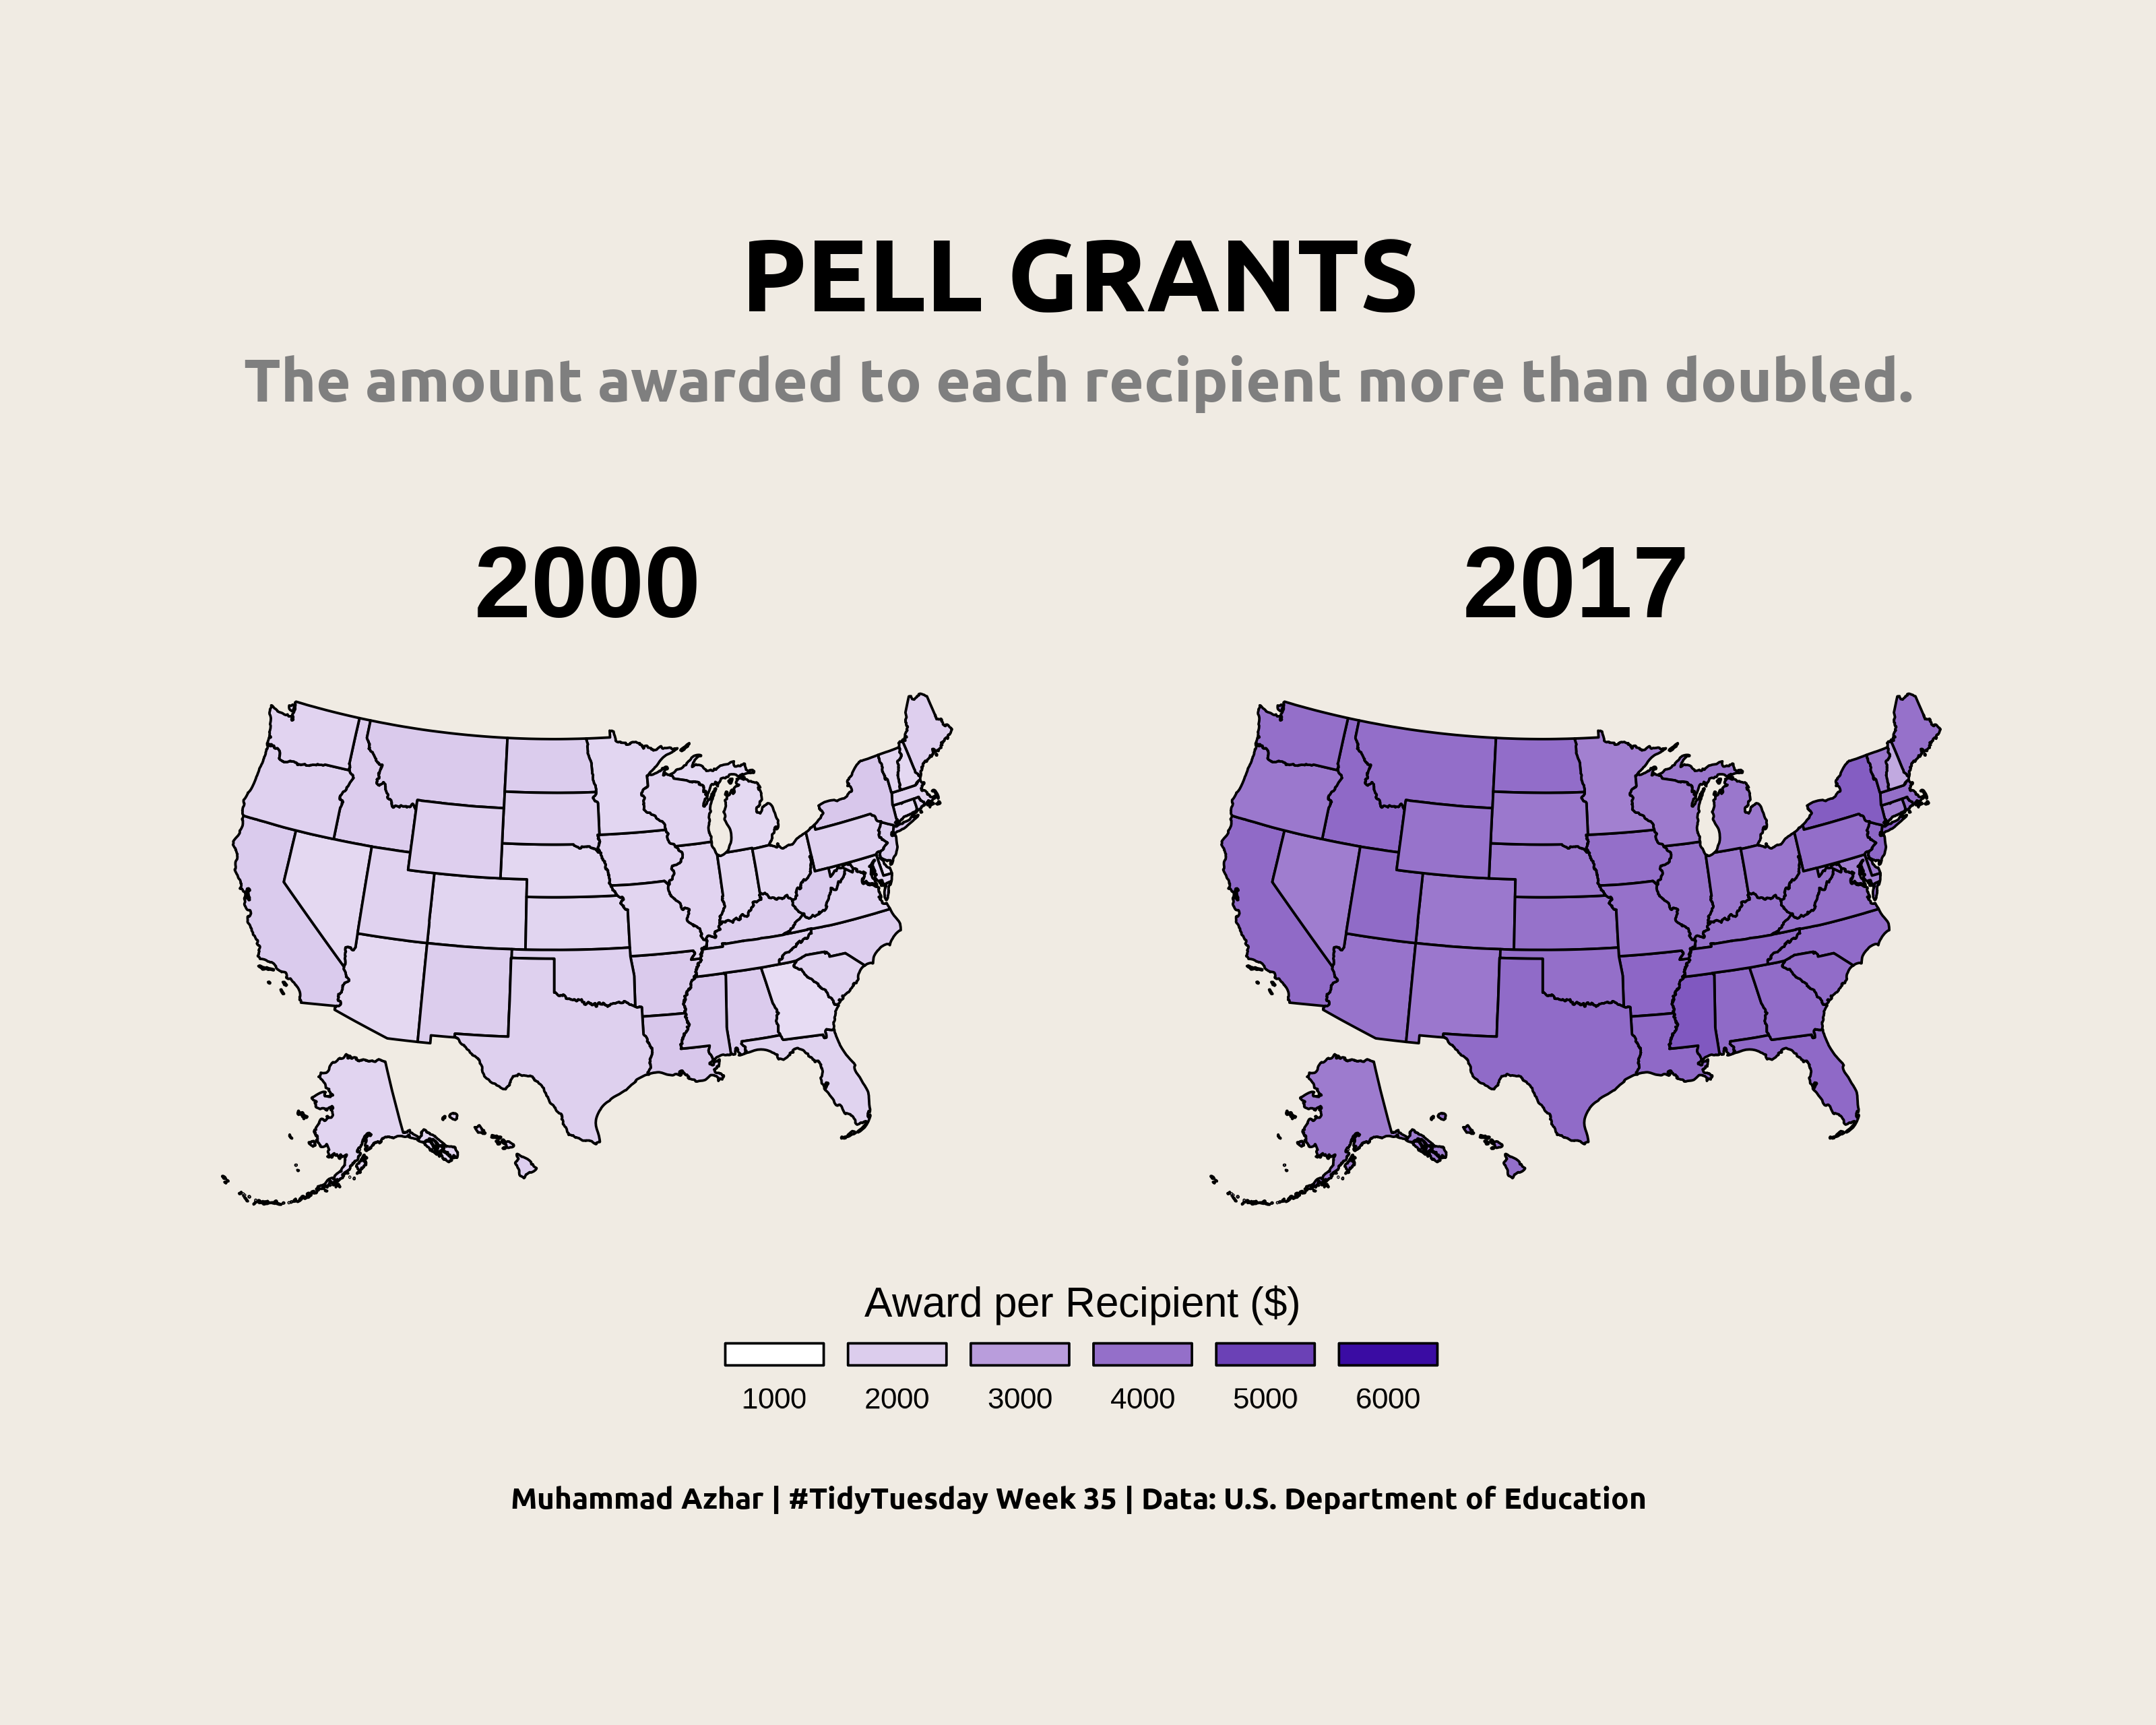 PELL GRANTS
The amount awarded to each recipient more than doubled.
2000
2017
Award per Recipient ($)
1000 2000 3000 4000 5000 6000
Muhammad Azhar | #TidyTuesday Week 35 | Data: U.S. Department of Education